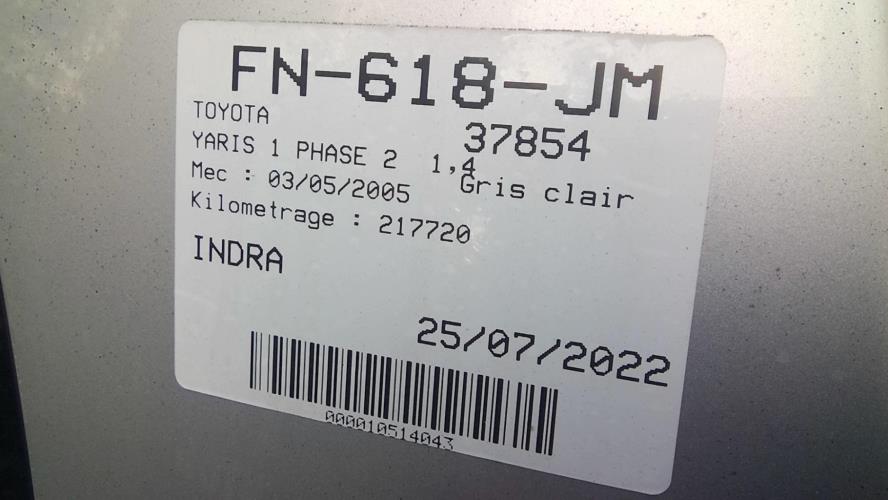 FN-618-JM
TOYOTA
37854
YARIS 1 PHASE 2 1,4
Gris clair
Mec : 03/05/2005
Kilometrage : 217720
INDRA
25/07/2022
000010514043